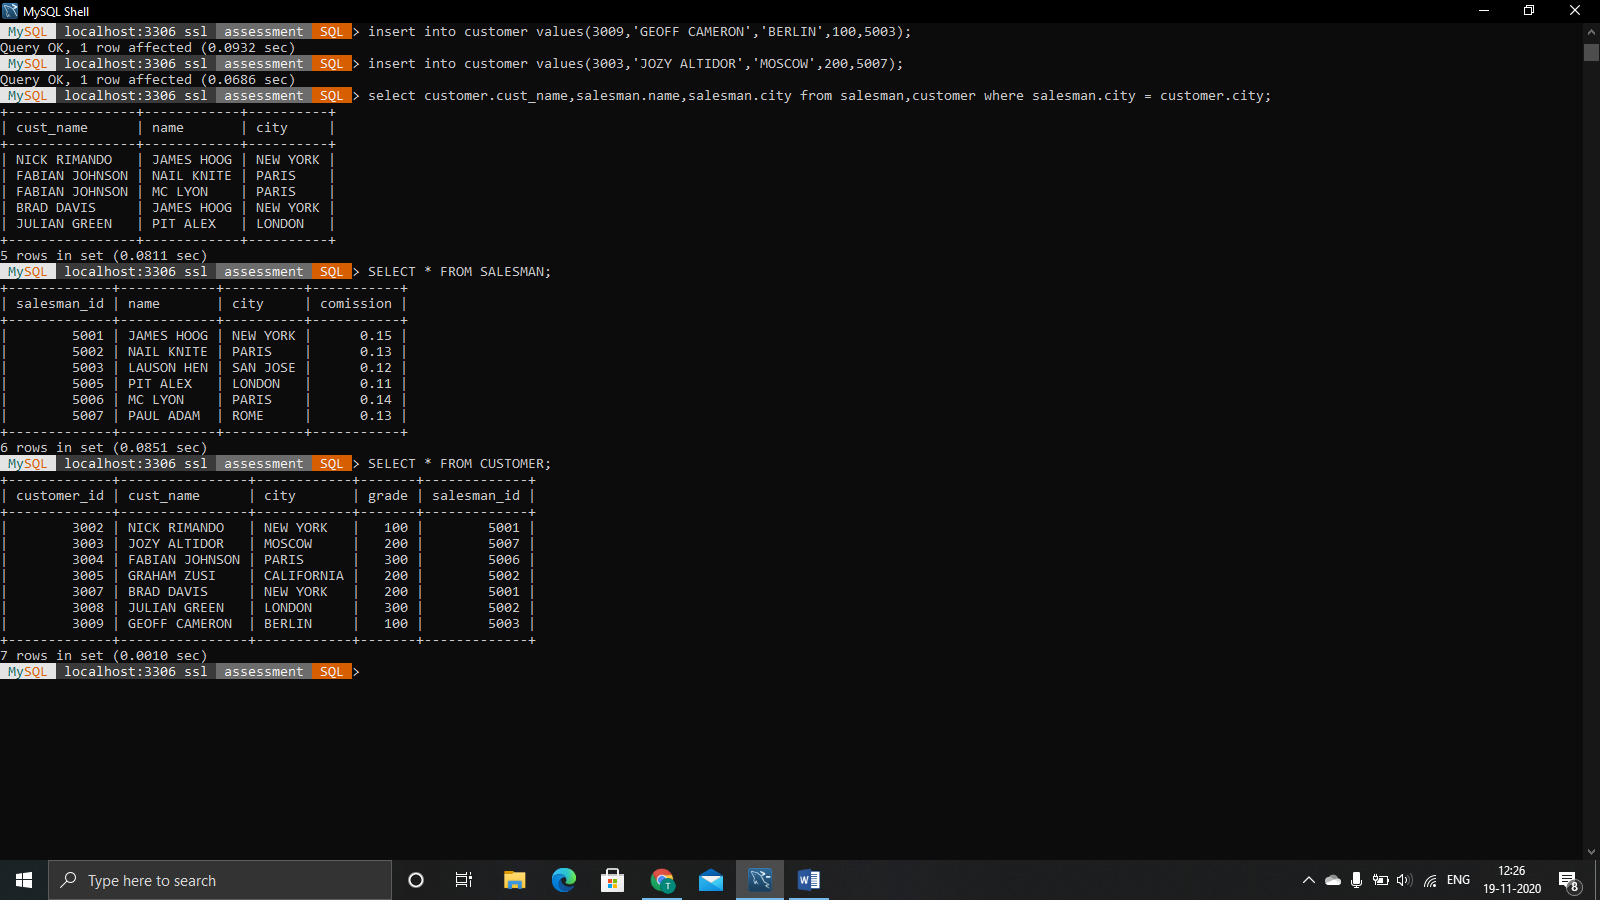 MySQL Shell
MySQL localhost:3306 ssl assessment SQL > insert into customer values(3009,'GEOFF CAMERON','BERLIN',100,5003);
Query OK, 1 row affected (0.0932 sec)
MySQL localhost:3306 ssl assessment SQL > insert into customer values(3003,'JOZY ALTIDOR','MOSCOW',200,5007);
Query OK, 1 row affected (0.0686 sec)
MySQL localhost:3306 ssl assessment SQL > select customer.cust_name,salesman.name,salesman.city from salesman,customer where salesman.city = customer.city;
+----------------+------------+----------+
| cust_name      | name       | city     |
+----------------+------------+----------+
| NICK RIMANDO   | JAMES HOOG | NEW YORK |
| FABIAN JOHNSON | NAIL KNITE | PARIS    |
| FABIAN JOHNSON | MC LYON    | PARIS    |
| BRAD DAVIS     | JAMES HOOG | NEW YORK |
| JULIAN GREEN   | PIT ALEX   | LONDON   |
+----------------+------------+----------+
5 rows in set (0.0811 sec)
MySQL localhost:3306 ssl assessment SQL > SELECT * FROM SALESMAN;
+-------------+------------+----------+-----------+
| salesman_id | name       | city     | comission |
+-------------+------------+----------+-----------+
|        5001 | JAMES HOOG | NEW YORK |      0.15 |
|        5002 | NAIL KNITE | PARIS    |      0.13 |
|        5003 | LAUSON HEN | SAN JOSE |      0.12 |
|        5005 | PIT ALEX   | LONDON   |      0.11 |
|        5006 | MC LYON    | PARIS    |      0.14 |
|        5007 | PAUL ADAM  | ROME     |      0.13 |
+-------------+------------+----------+-----------+
6 rows in set (0.0851 sec)
MySQL localhost:3306 ssl assessment SQL > SELECT * FROM CUSTOMER;
+-------------+----------------+------------+-------+-------------+
| customer_id | cust_name      | city       | grade | salesman_id |
+-------------+----------------+------------+-------+-------------+
|        3002 | NICK RIMANDO   | NEW YORK   |   100 |        5001 |
|        3003 | JOZY ALTIDOR   | MOSCOW     |   200 |        5007 |
|        3004 | FABIAN JOHNSON | PARIS      |   300 |        5006 |
|        3005 | GRAHAM ZUSI    | CALIFORNIA |   200 |        5002 |
|        3007 | BRAD DAVIS     | NEW YORK   |   200 |        5001 |
|        3008 | JULIAN GREEN   | LONDON     |   300 |        5002 |
|        3009 | GEOFF CAMERON  | BERLIN     |   100 |        5003 |
+-------------+----------------+------------+-------+-------------+
7 rows in set (0.0010 sec)
MySQL localhost:3306 ssl assessment SQL >
Type here to search
T
W
ENG
12:26
19-11-2020
8